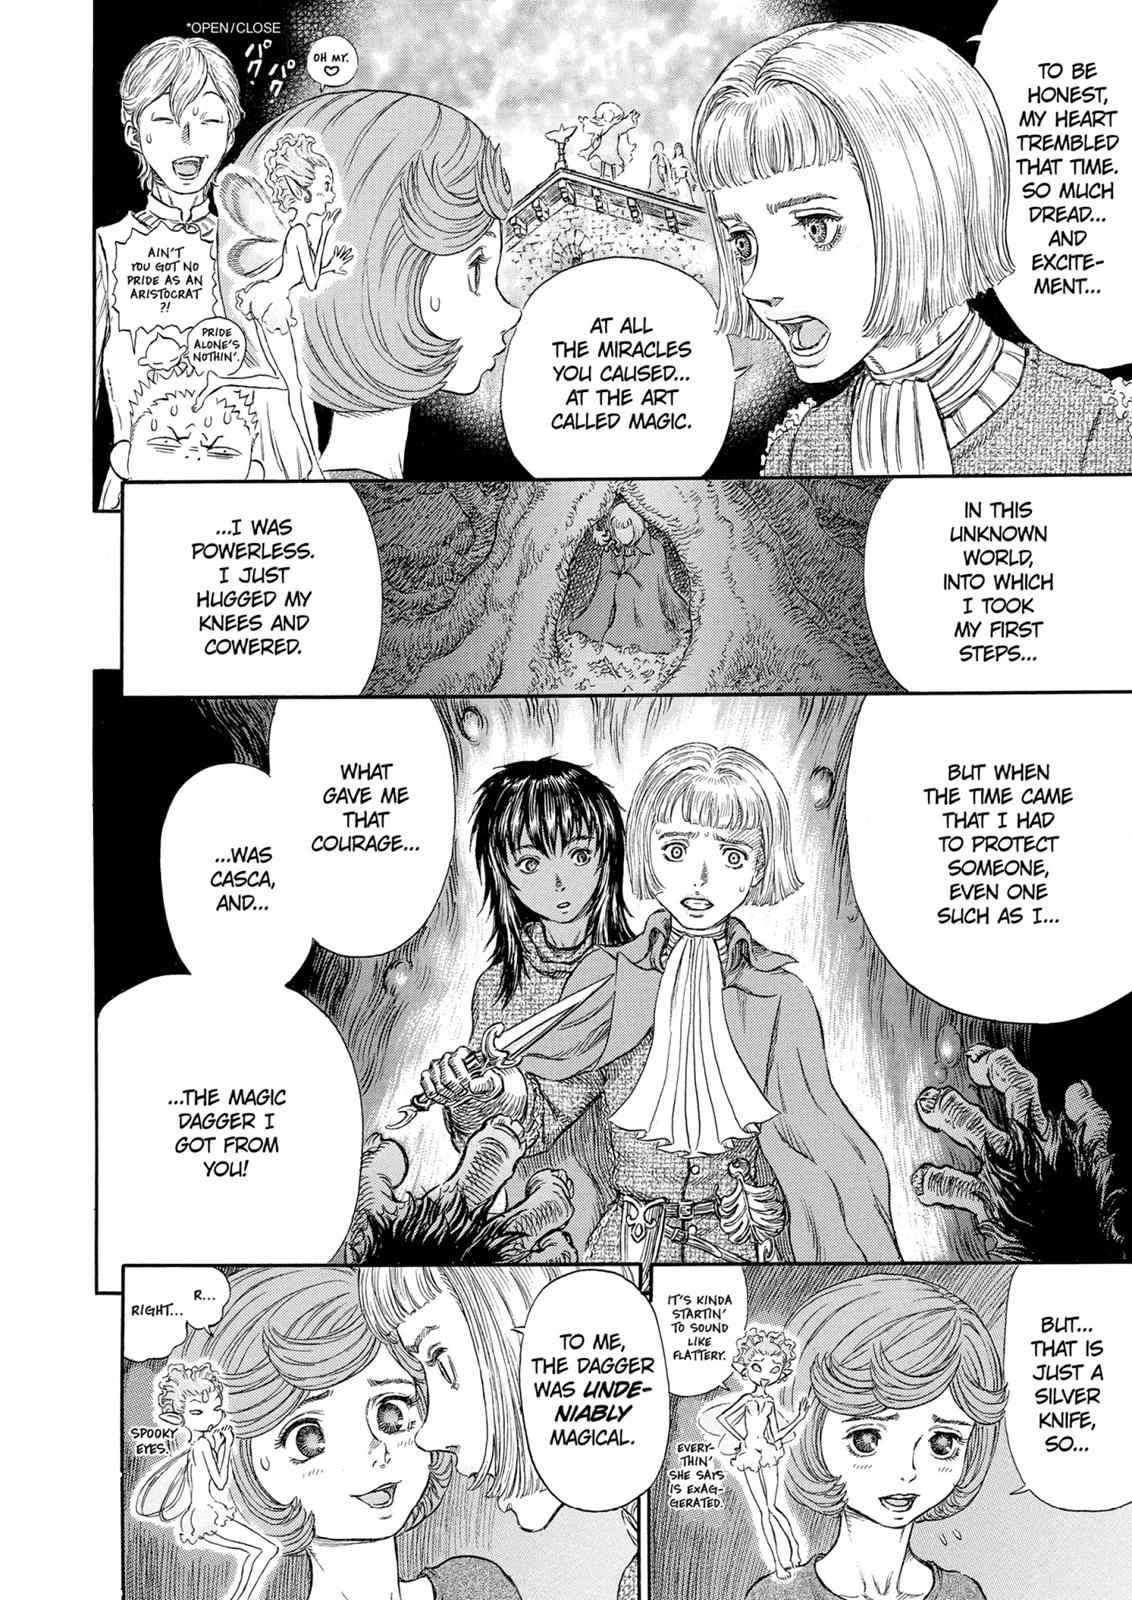 TO BE
HONEST,
MY HEART
TREMBLED
THAT TIME.
SO MUCH
DREAD...
AND
EXCITE-
MENT...
AT ALL
THE MIRACLES
YOU CAUSED...
AT THE ART
CALLED MAGIC.
OH MY.
♡
*OPEN/CLOSE
パク
パク
AIN'T
YOU GOT NO
PRIDE AS AN
ARISTOCRAT
?!
PRIDE
ALONE'S
NOTHIN'.
IN THIS
UNKNOWN
WORLD,
INTO WHICH
I TOOK
MY FIRST
STEPS...
...I WAS
POWERLESS.
I JUST
HUGGED MY
KNEES AND
COWERED.
BUT WHEN
THE TIME CAME
THAT I HAD
TO PROTECT
SOMEONE,
EVEN ONE
SUCH AS I...
WHAT
GAVE ME
THAT
COURAGE...
...WAS
CASCA,
AND...
...THE MAGIC
DAGGER I
GOT FROM
YOU!
BUT...
THAT IS
JUST A
SILVER
KNIFE,
SO...
IT'S KINDA
STARTIN'
TO SOUND
LIKE
FLATTERY.
EVERY-
THIN'
SHE SAYS
IS EXAG-
GERATED.
TO ME,
THE DAGGER
WAS UNDE-
NIABLY
MAGICAL.
R...
RIGHT...
SPOOKY
EYES!